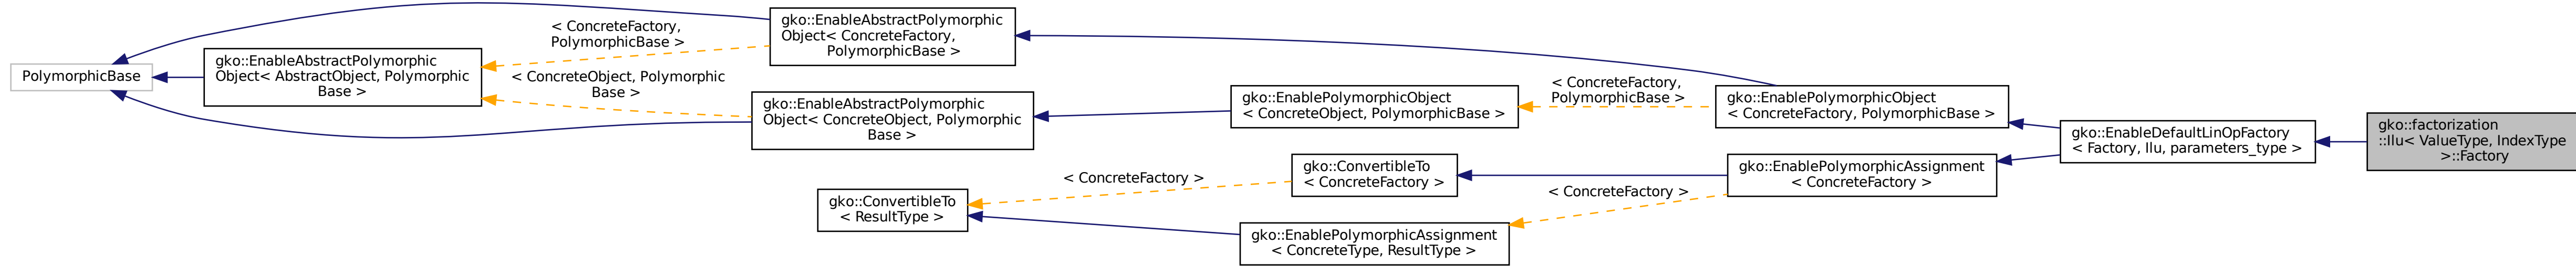 PolymorphicBase
gko::EnableAbstractPolymorphic
Object< AbstractObject, Polymorphic
Base >
< ConcreteFactory,
PolymorphicBase >
< ConcreteObject, Polymorphic
Base >
gko::EnableAbstractPolymorphic
Object< ConcreteFactory,
PolymorphicBase >
gko::EnableAbstractPolymorphic
Object< ConcreteObject, Polymorphic
Base >
gko::ConvertibleTo
< ResultType >
< ConcreteFactory >
gko::EnablePolymorphicObject
< ConcreteObject, PolymorphicBase >
gko::ConvertibleTo
< ConcreteFactory >
gko::EnablePolymorphicAssignment
< ConcreteType, ResultType >
< ConcreteFactory,
PolymorphicBase >
< ConcreteFactory >
gko::EnablePolymorphicObject
< ConcreteFactory, PolymorphicBase >
gko::EnablePolymorphicAssignment
< ConcreteFactory >
gko::EnableDefaultLinOpFactory
< Factory, Ilu, parameters_type >
gko::factorization
::Ilu< ValueType, IndexType
>::Factory